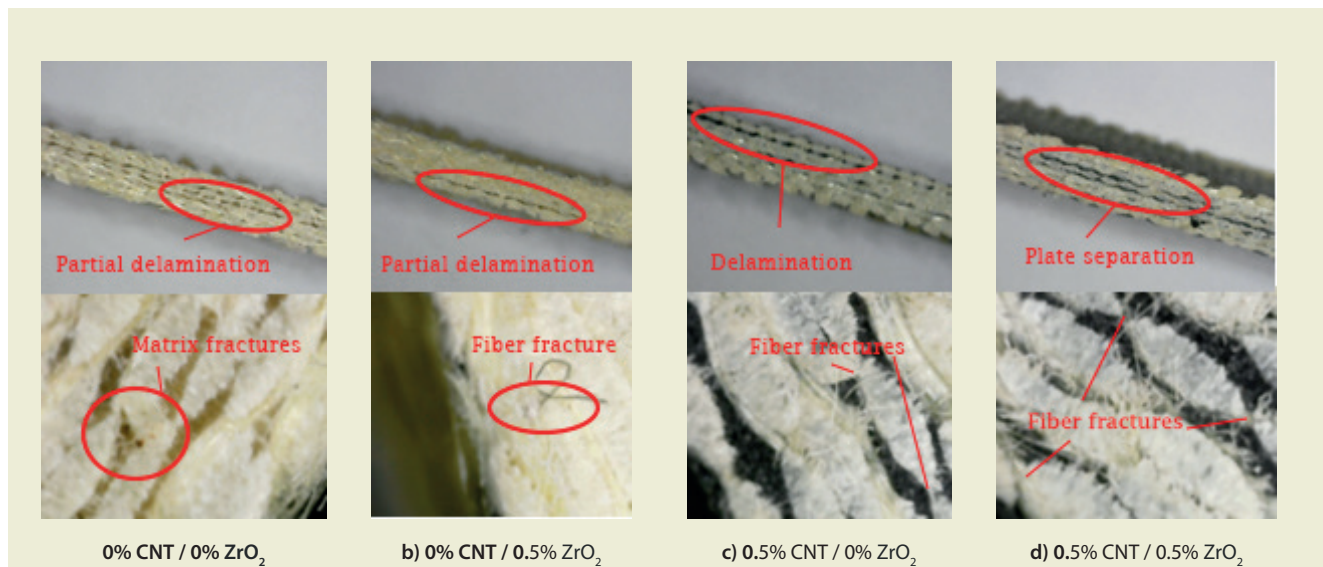 Partial delamination
Partial delamination
Delamination
Plate separation
Matrix fractures
Fiber fracture
Fiber fractures
Fiber fractures
0% CNT / 0% ZrO₂
b) 0% CNT / 0.5% ZrO₂
c) 0.5% CNT / 0% ZrO₂
d) 0.5% CNT / 0.5% ZrO₂